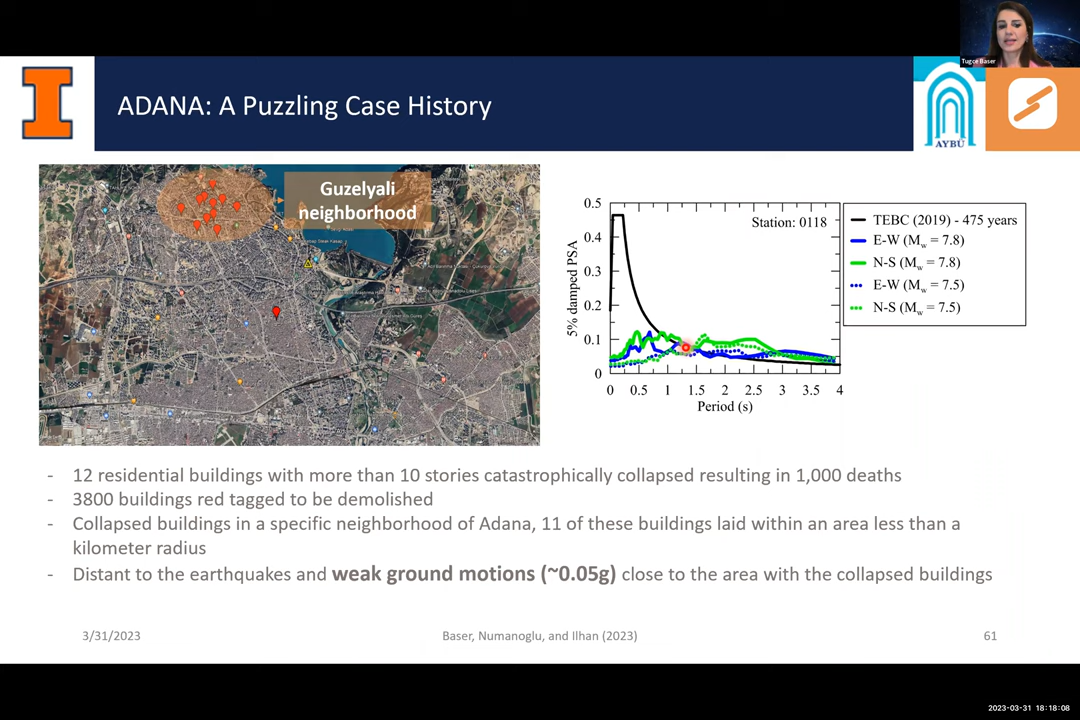 Tugce Baser
ADANA: A Puzzling Case History
AYBÜ
Guzelyali
neighborhood
0.5
0.4
0.3
0.2
0.1
0
5% damped PSA
Station: 0118
0 0.5 1 1.5 2 2.5 3 3.5 4
Period (s)
TEBC (2019) - 475 years
E-W (Mw = 7.8)
N-S (Mw = 7.8)
E-W (Mw = 7.5)
N-S (Mw = 7.5)
- 12 residential buildings with more than 10 stories catastrophically collapsed resulting in 1,000 deaths
- 3800 buildings red tagged to be demolished
- Collapsed buildings in a specific neighborhood of Adana, 11 of these buildings laid within an area less than a
kilometer radius
- Distant to the earthquakes and weak ground motions (~0.05g) close to the area with the collapsed buildings
3/31/2023
Baser, Numanoglu, and Ilhan (2023)
61
2023-03-31 18:18:08